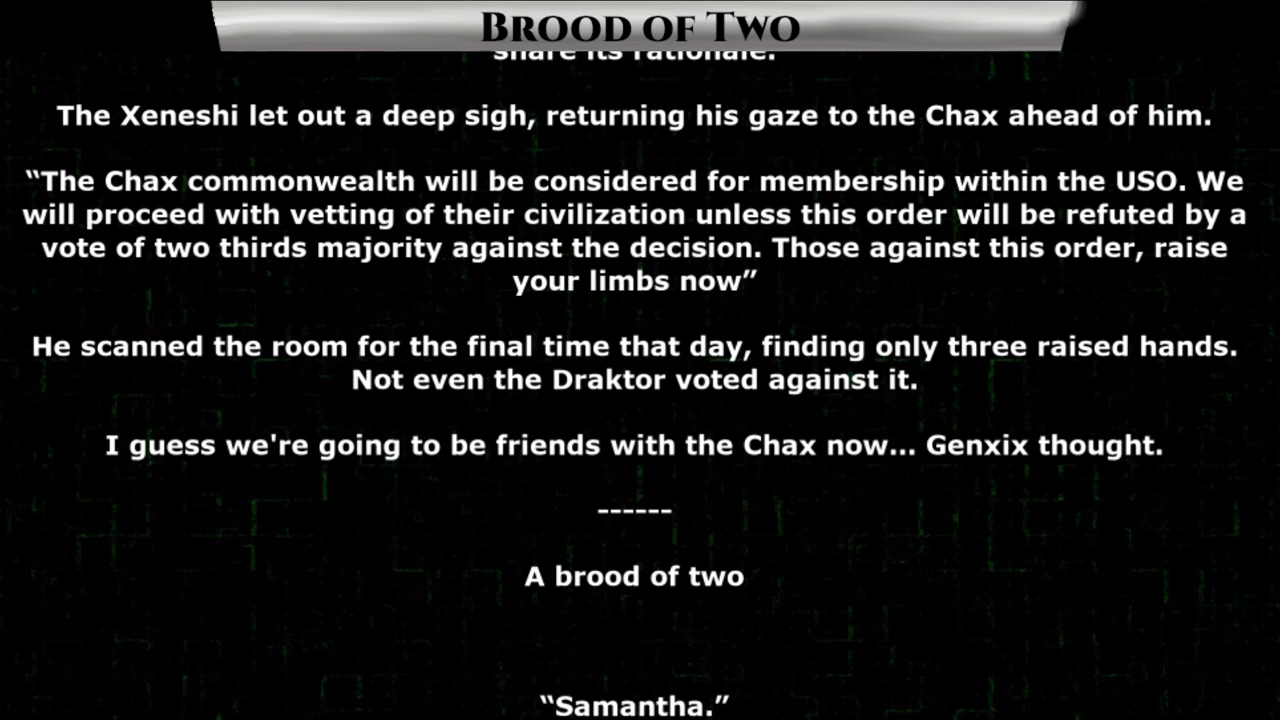 Brood of Two
share its rationale.
The Xeneshi let out a deep sigh, returning his gaze to the Chax ahead of him.
“The Chax commonwealth will be considered for membership within the USO. We
will proceed with vetting of their civilization unless this order will be refuted by a
vote of two thirds majority against the decision. Those against this order, raise
your limbs now”
He scanned the room for the final time that day, finding only three raised hands.
Not even the Draktor voted against it.
I guess we're going to be friends with the Chax now... Genxix thought.
------
A brood of two
“Samantha.”